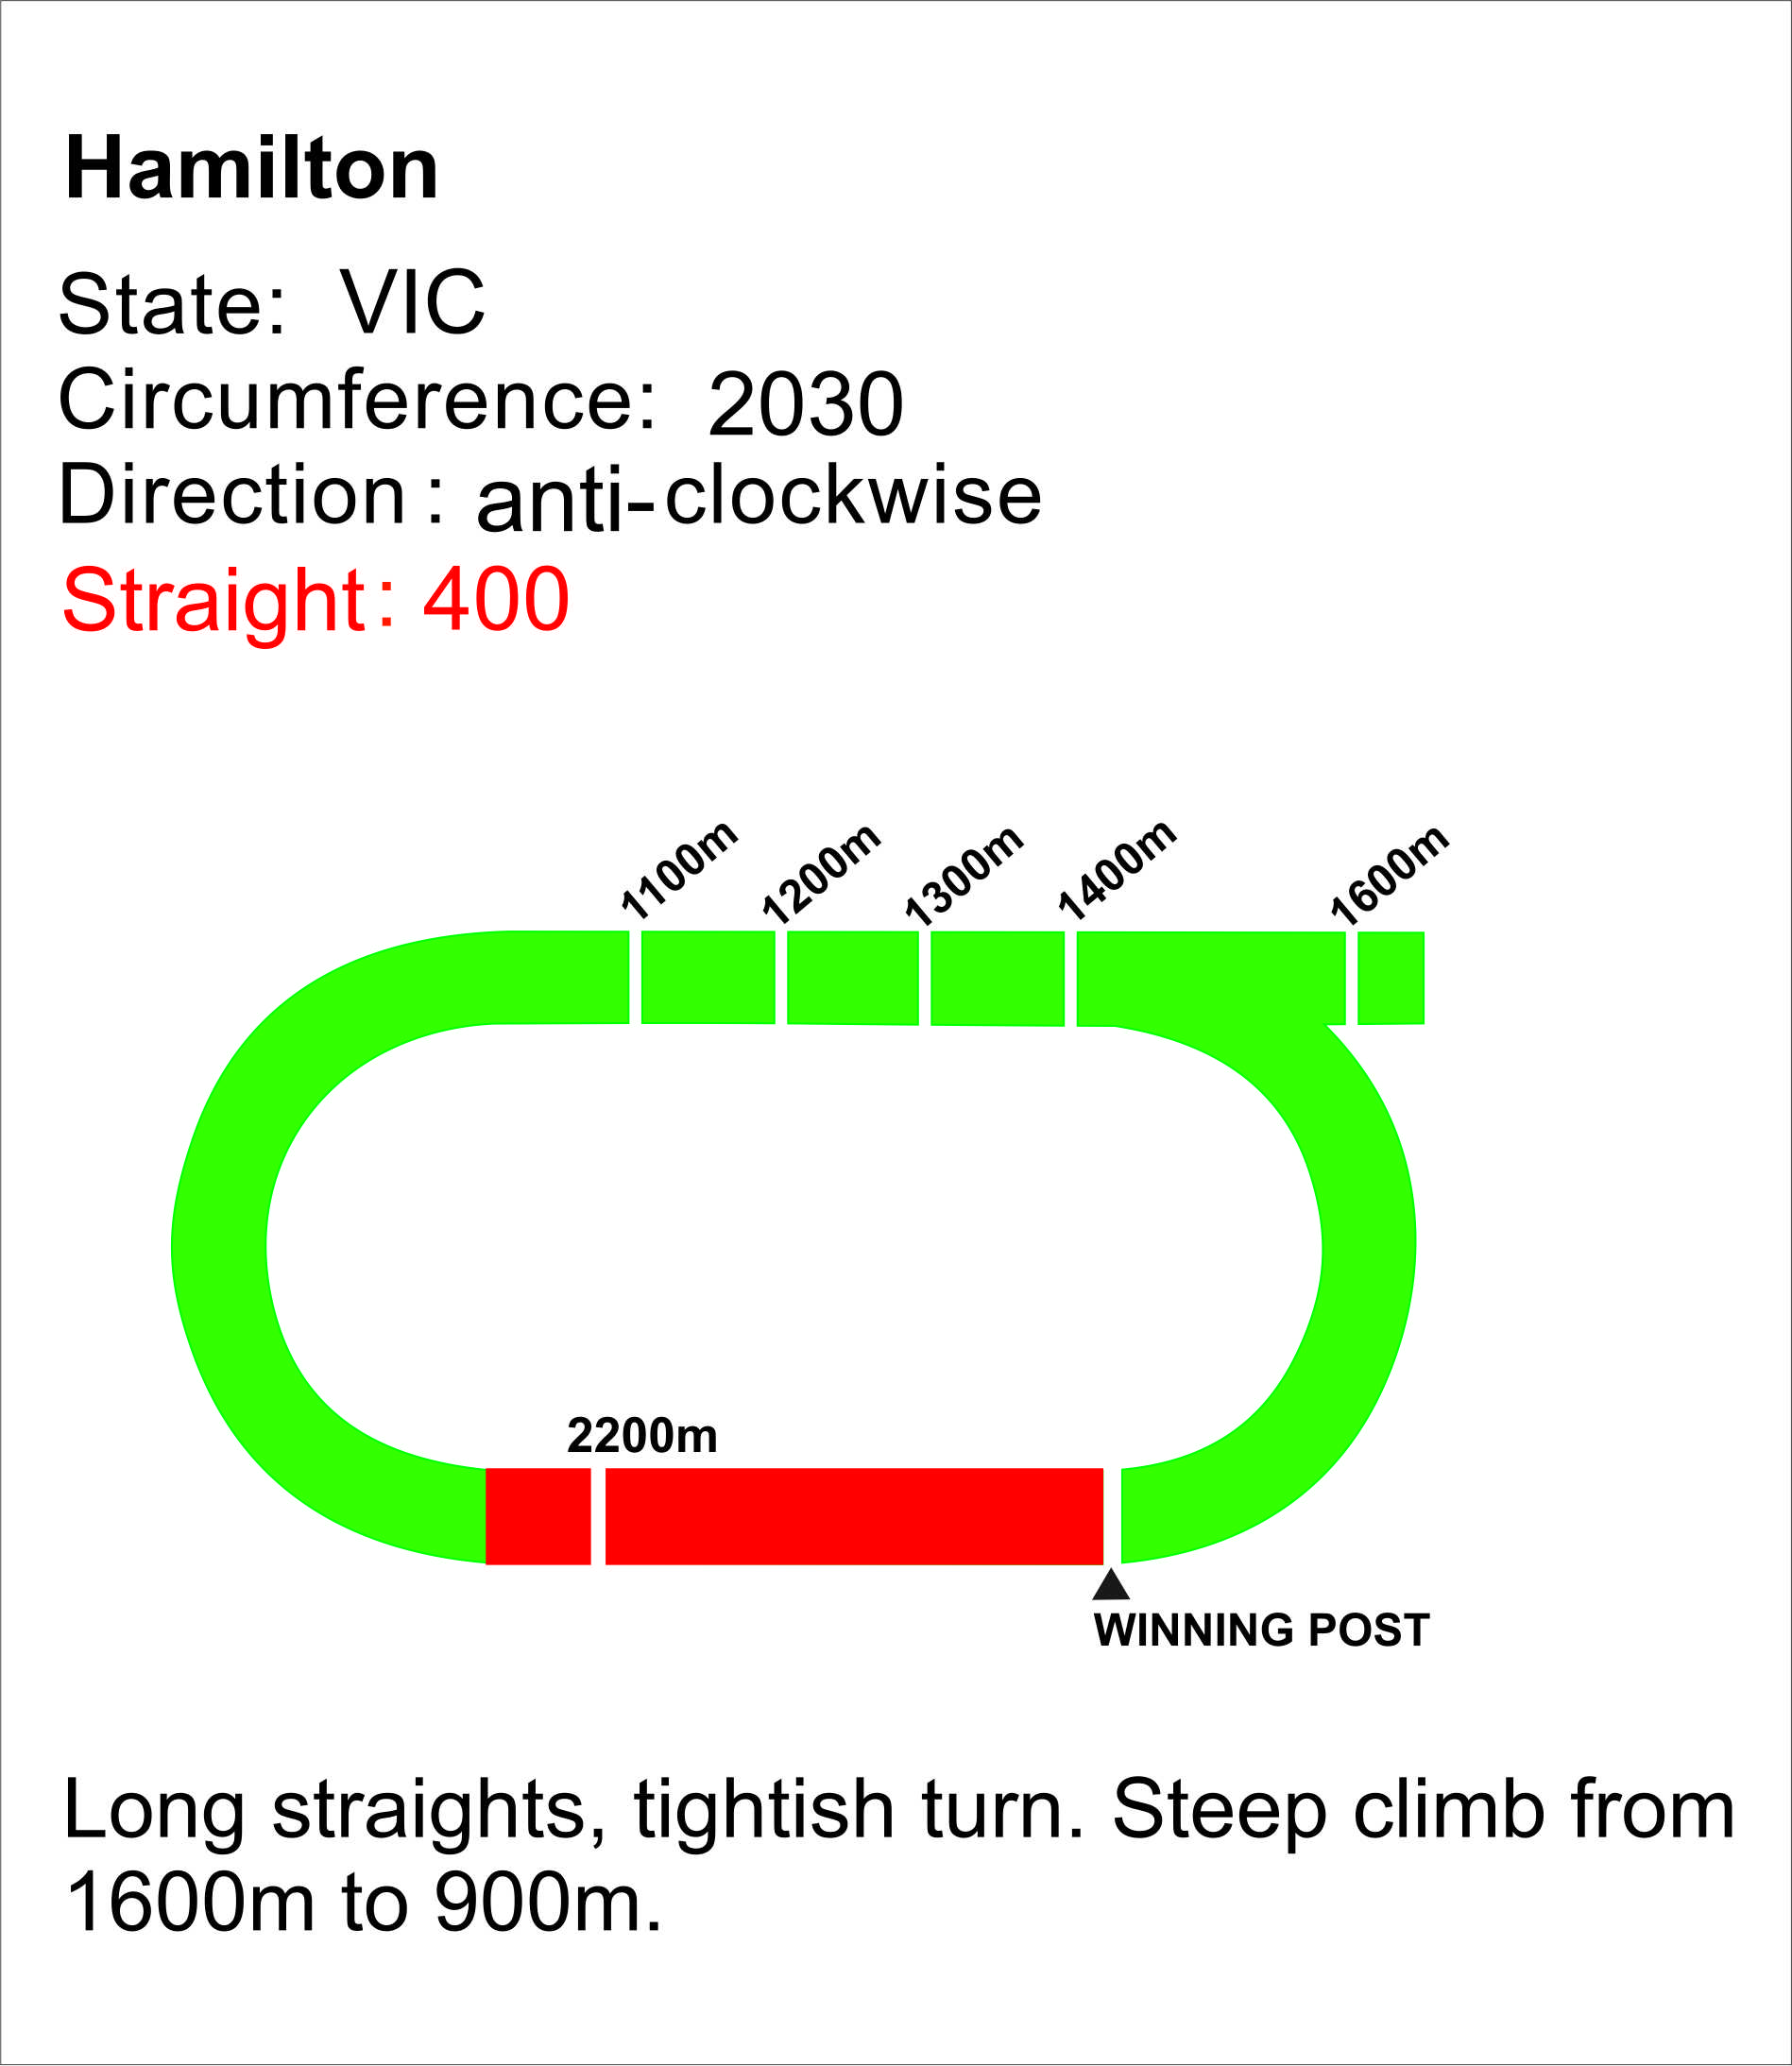 Hamilton
State: VIC
Circumference: 2030
Direction : anti-clockwise
Straight: 400
1100m
1200m
1300m
1400m
1600m
2200m
WINNING POST
Long straights, tightish turn. Steep climb from
1600m to 900m.